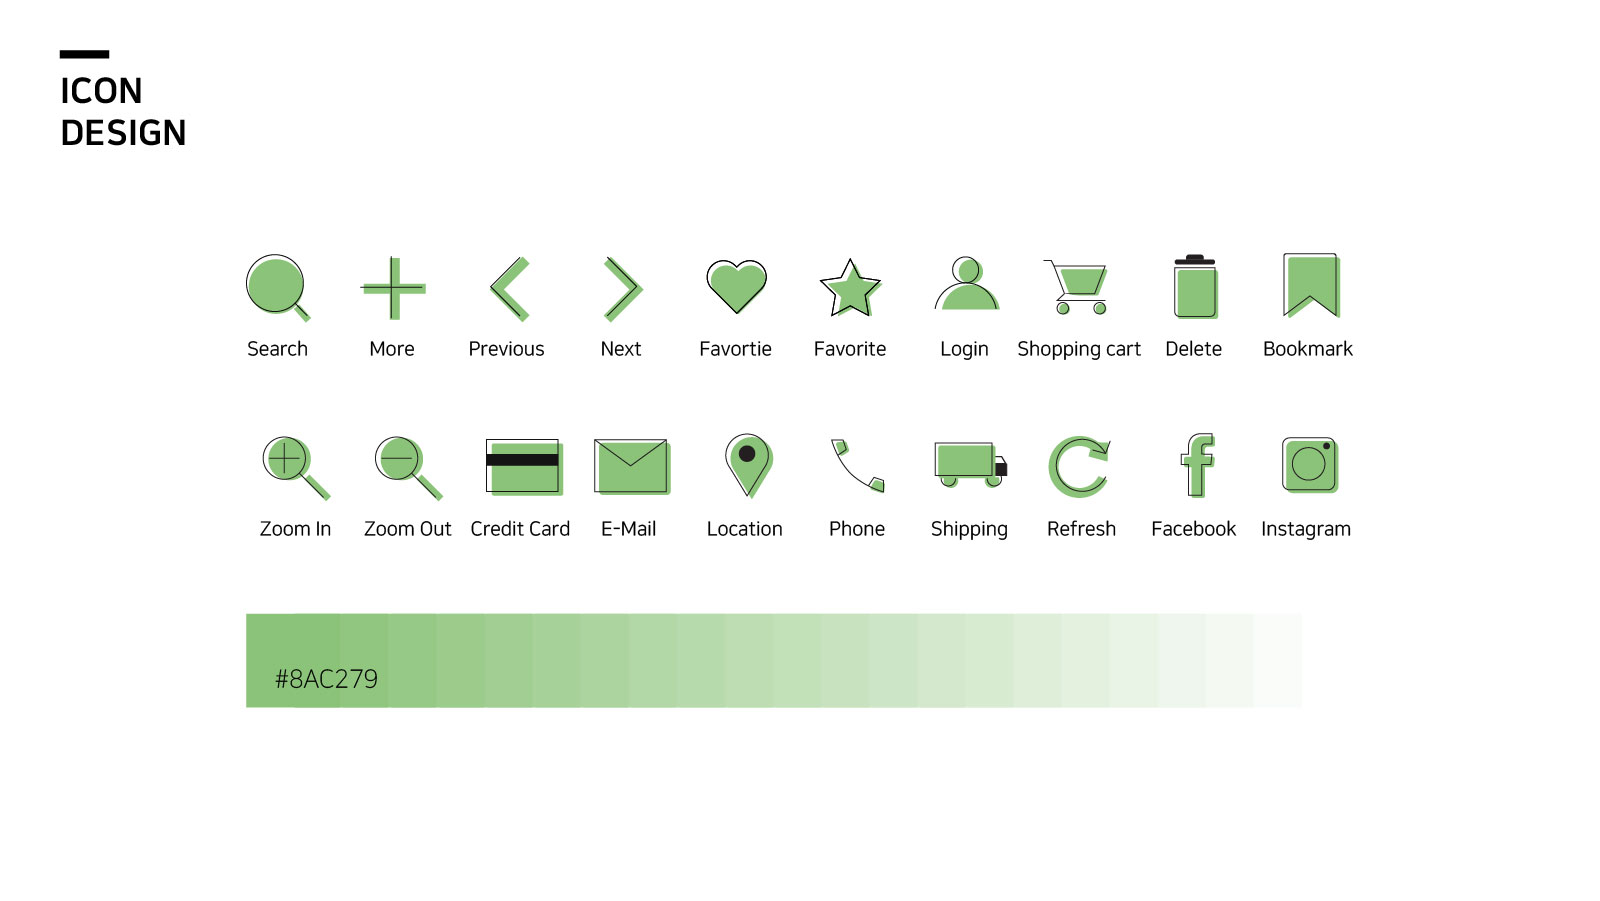 ICON
DESIGN
Search More Previous Next Favortie Favorite Login Shopping cart Delete Bookmark
Zoom In Zoom Out Credit Card E-Mail Location Phone Shipping Refresh Facebook Instagram
#8AC279